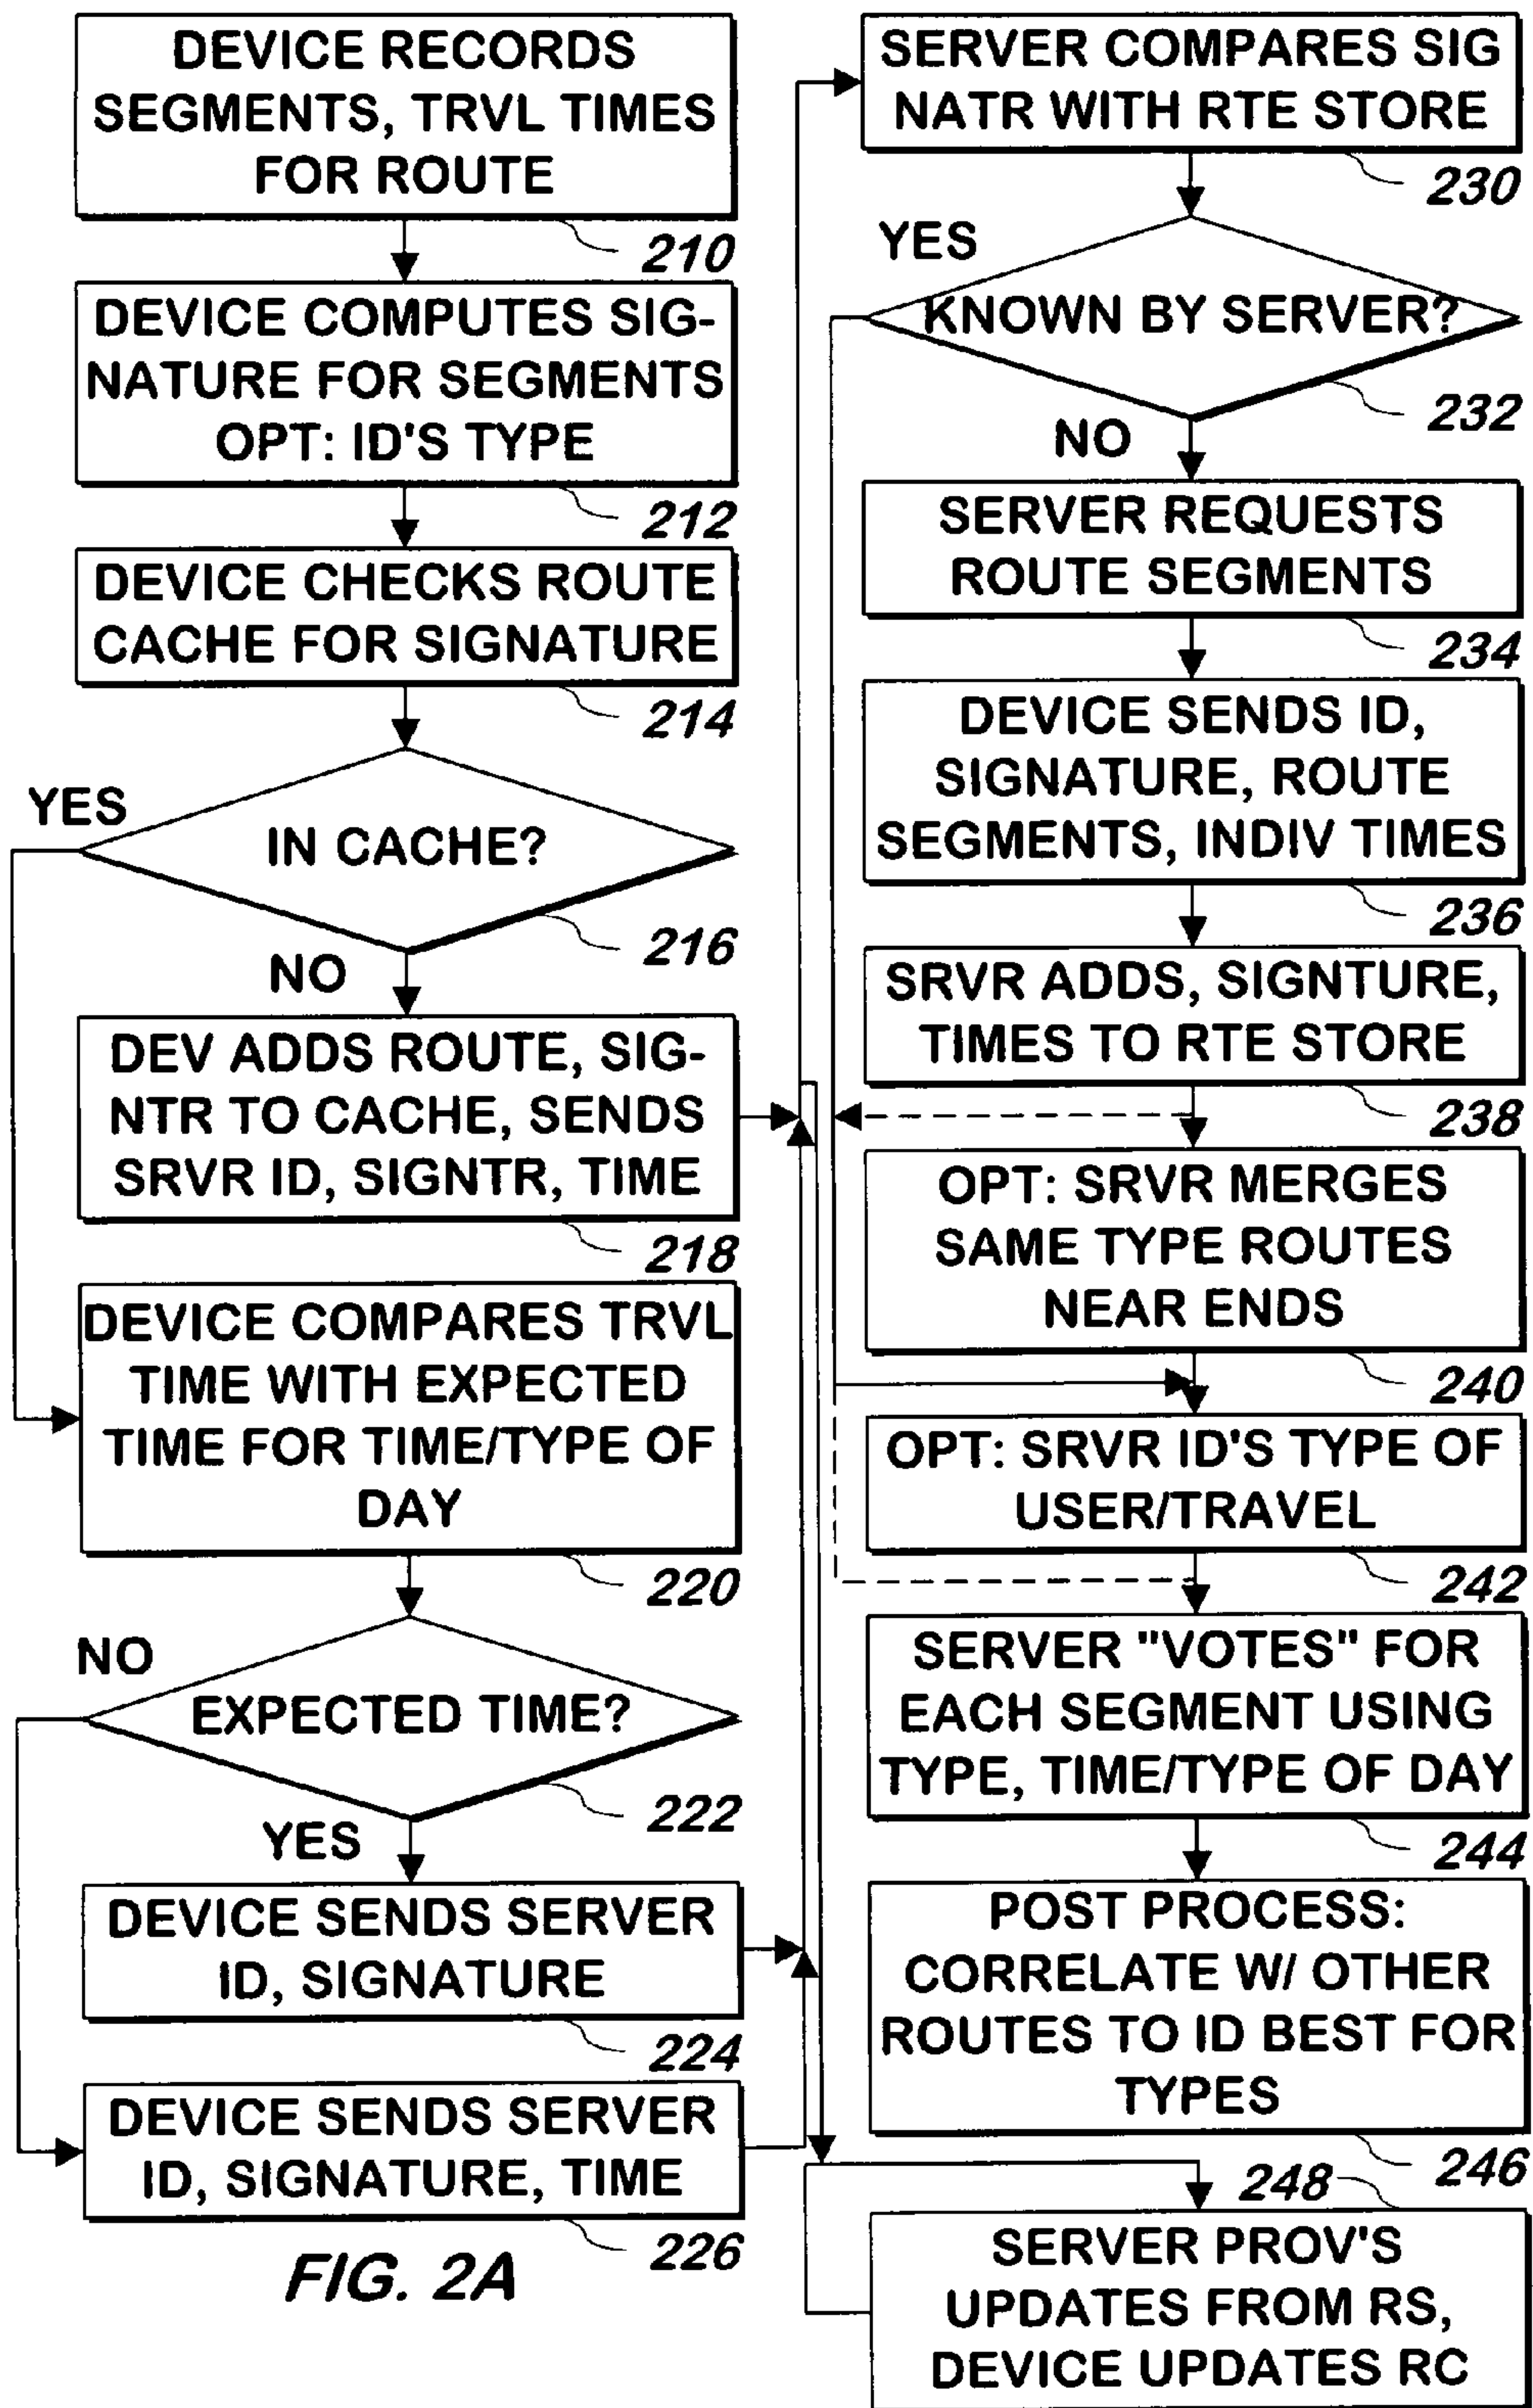 DEVICE RECORDS
SEGMENTS, TRVL TIMES
FOR ROUTE
210
DEVICE COMPUTES SIG-
NATURE FOR SEGMENTS
OPT: ID'S TYPE
212
DEVICE CHECKS ROUTE
CACHE FOR SIGNATURE
214
YES
IN CACHE?
216
NO
DEV ADDS ROUTE, SIG-
NTR TO CACHE, SENDS
SRVR ID, SIGNTR, TIME
218
DEVICE COMPARES TRVL
TIME WITH EXPECTED
TIME FOR TIME/TYPE OF
DAY
220
NO
EXPECTED TIME?
222
YES
DEVICE SENDS SERVER
ID, SIGNATURE
224
DEVICE SENDS SERVER
ID, SIGNATURE, TIME
226
FIG. 2A
SERVER COMPARES SIG
NATR WITH RTE STORE
230
YES
KNOWN BY SERVER?
232
NO
SERVER REQUESTS
ROUTE SEGMENTS
234
DEVICE SENDS ID,
SIGNATURE, ROUTE
SEGMENTS, INDIV TIMES
236
SRVR ADDS, SIGNTURE,
TIMES TO RTE STORE
238
OPT: SRVR MERGES
SAME TYPE ROUTES
NEAR ENDS
240
OPT: SRVR ID'S TYPE OF
USER/TRAVEL
242
SERVER "VOTES" FOR
EACH SEGMENT USING
TYPE, TIME/TYPE OF DAY
244
POST PROCESS:
CORRELATE W/ OTHER
ROUTES TO ID BEST FOR
TYPES
246
248
SERVER PROV'S
UPDATES FROM RS,
DEVICE UPDATES RC